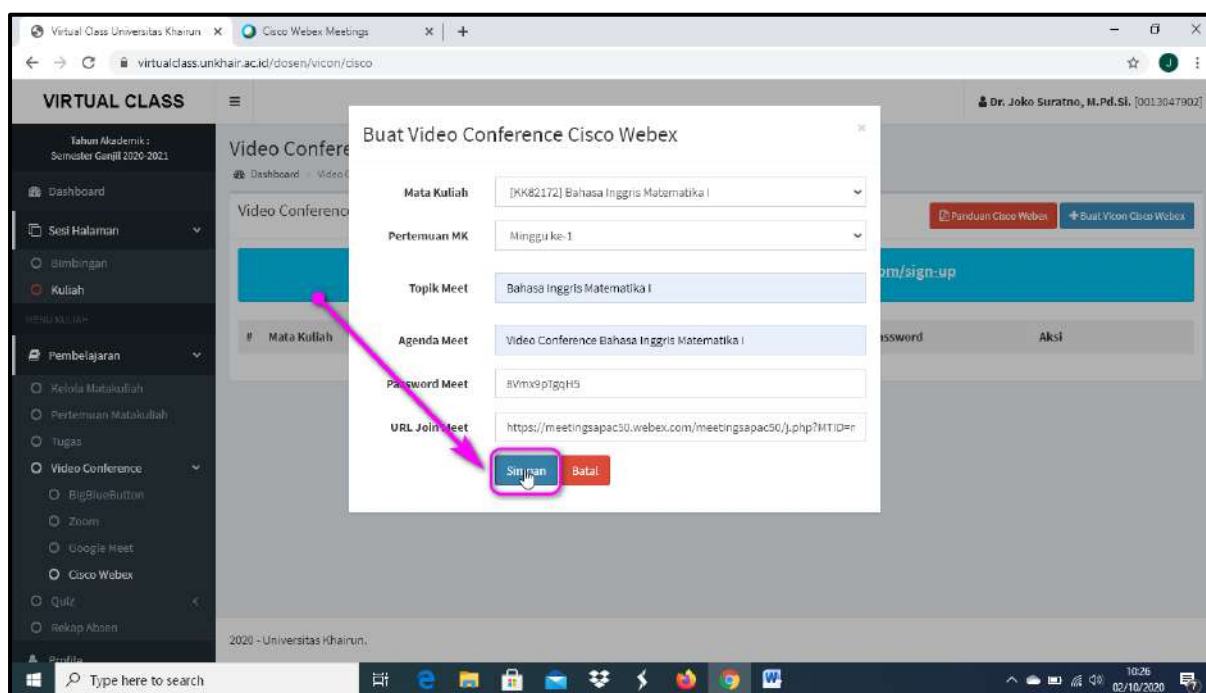 Virtual Class Universitas Khairun
Cisco Webex Meetings
virtualclass.unkhair.ac.id/dosen/vicon/cisco
J
VIRTUAL CLASS
Dr. Joko Suratno, M.Pd.Si. [0013047902]
Tahun Akademik :
Semester Ganjil 2020-2021
Dashboard
Sesi Halaman
Bimbingan
Kuliah
MENU KULIAH
Pembelajaran
Kelola Matakuliah
Pertemuan Matakuliah
Tugas
Video Conference
BigBlueButton
Zoom
Google Meet
Cisco Webex
Quiz
Rekap Absen
Profile
Video Confere
Dashboard
Video C
Video Conferenc
Panduan Cisco Webex
+ Buat Vicon Cisco Webex
om/sign-up
# Mata Kuliah
assword
Aksi
Buat Video Conference Cisco Webex
×
Mata Kuliah
[KK82172] Bahasa Inggris Matematika I
Pertemuan MK
Minggu ke-1
Topik Meet
Bahasa Inggris Matematika I
Agenda Meet
Video Conference Bahasa Inggris Matematika I
Password Meet
8Vmx9pTgqH5
URL Join Meet
https://meetingsapac50.webex.com/meetingsapac50/j.php?MTID=r
Simpan
Batal
2020 - Universitas Khairun.
Type here to search
10:26
02/10/2020